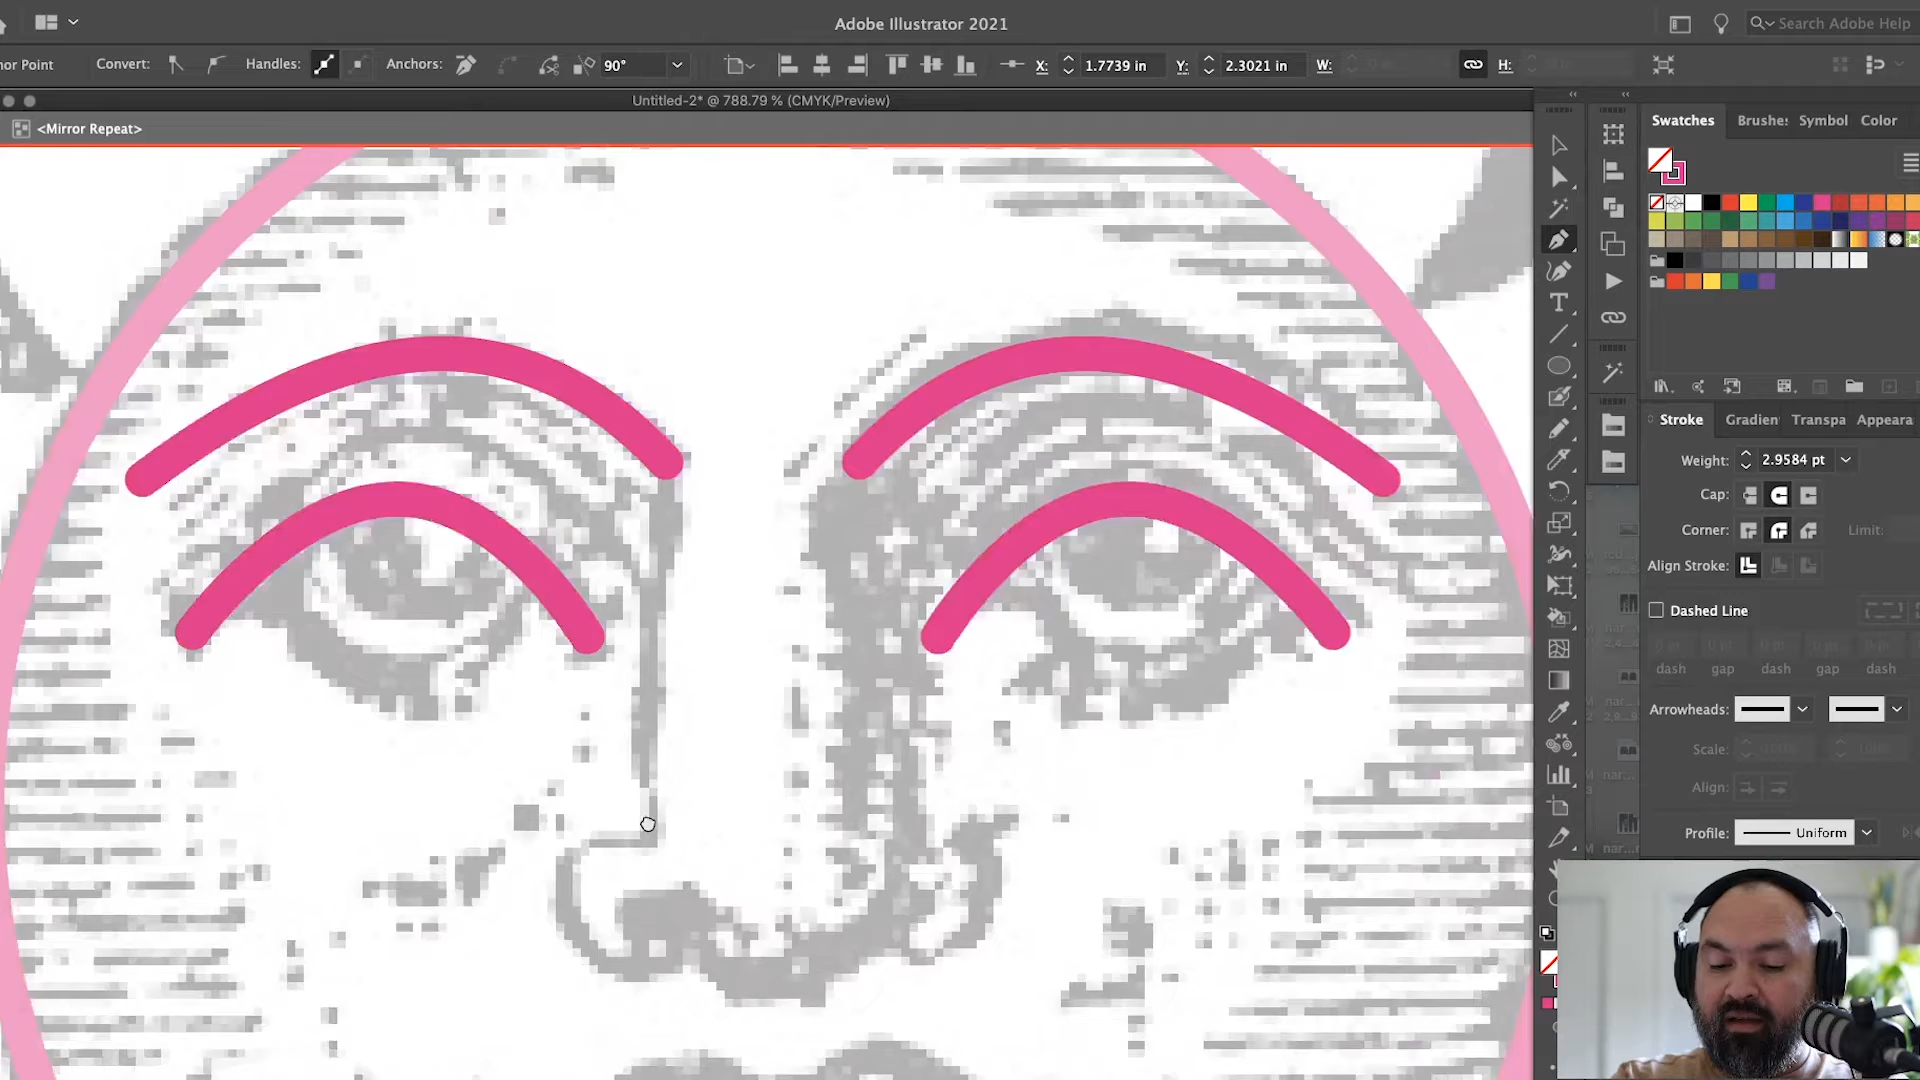 Adobe Illustrator 2021
Search Adobe Help
nor Point
Convert:
Handles:
Anchors:
90°
X:
1.7739 in
Y:
2.3021 in
W:
H:
Untitled-2* @ 788.79 % (CMYK/Preview)
<Mirror Repeat>
Swatches
Brushe:
Symbol
Color
Stroke
Gradien
Transpa
Appeara
Weight:
2.9584 pt
Cap:
Corner:
Limit:
Align Stroke:
Dashed Line
dash
gap
dash
gap
dash
Arrowheads:
Scale:
Align:
Profile:
Uniform